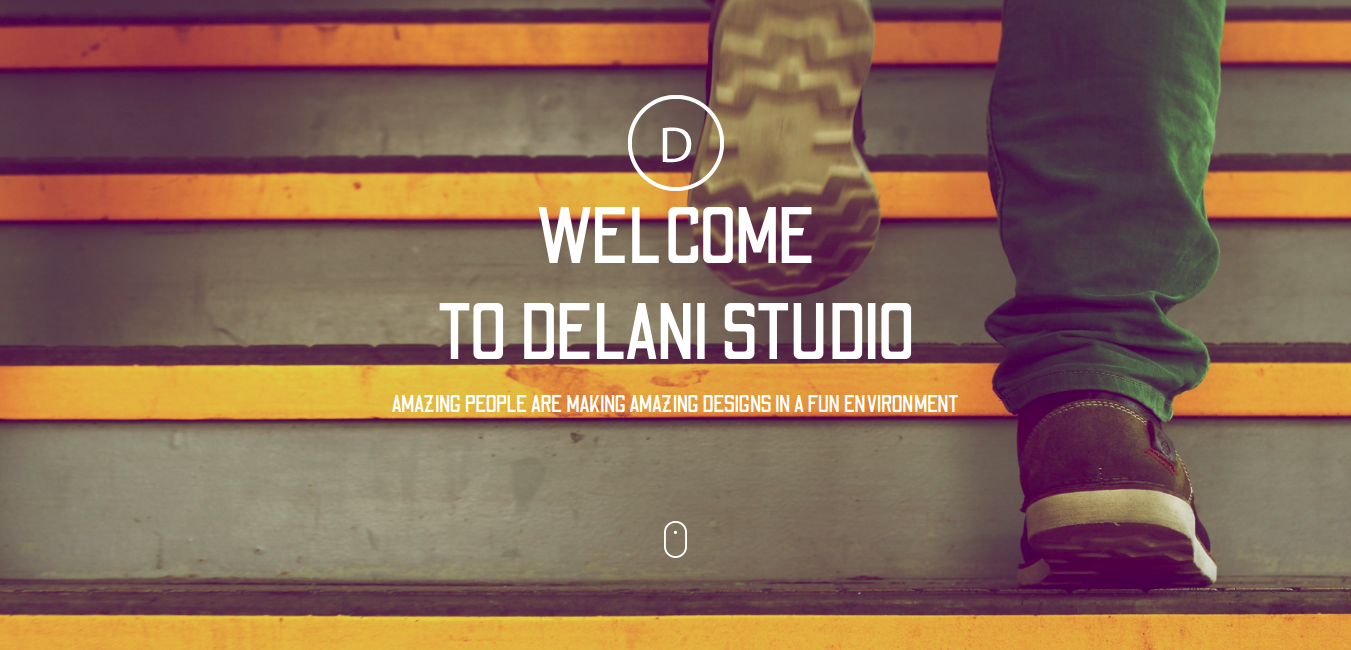 D
WELCOME
TO DELANI STUDIO
AMAZING PEOPLE ARE MAKING AMAZING DESIGNS IN A FUN ENVIRONMENT